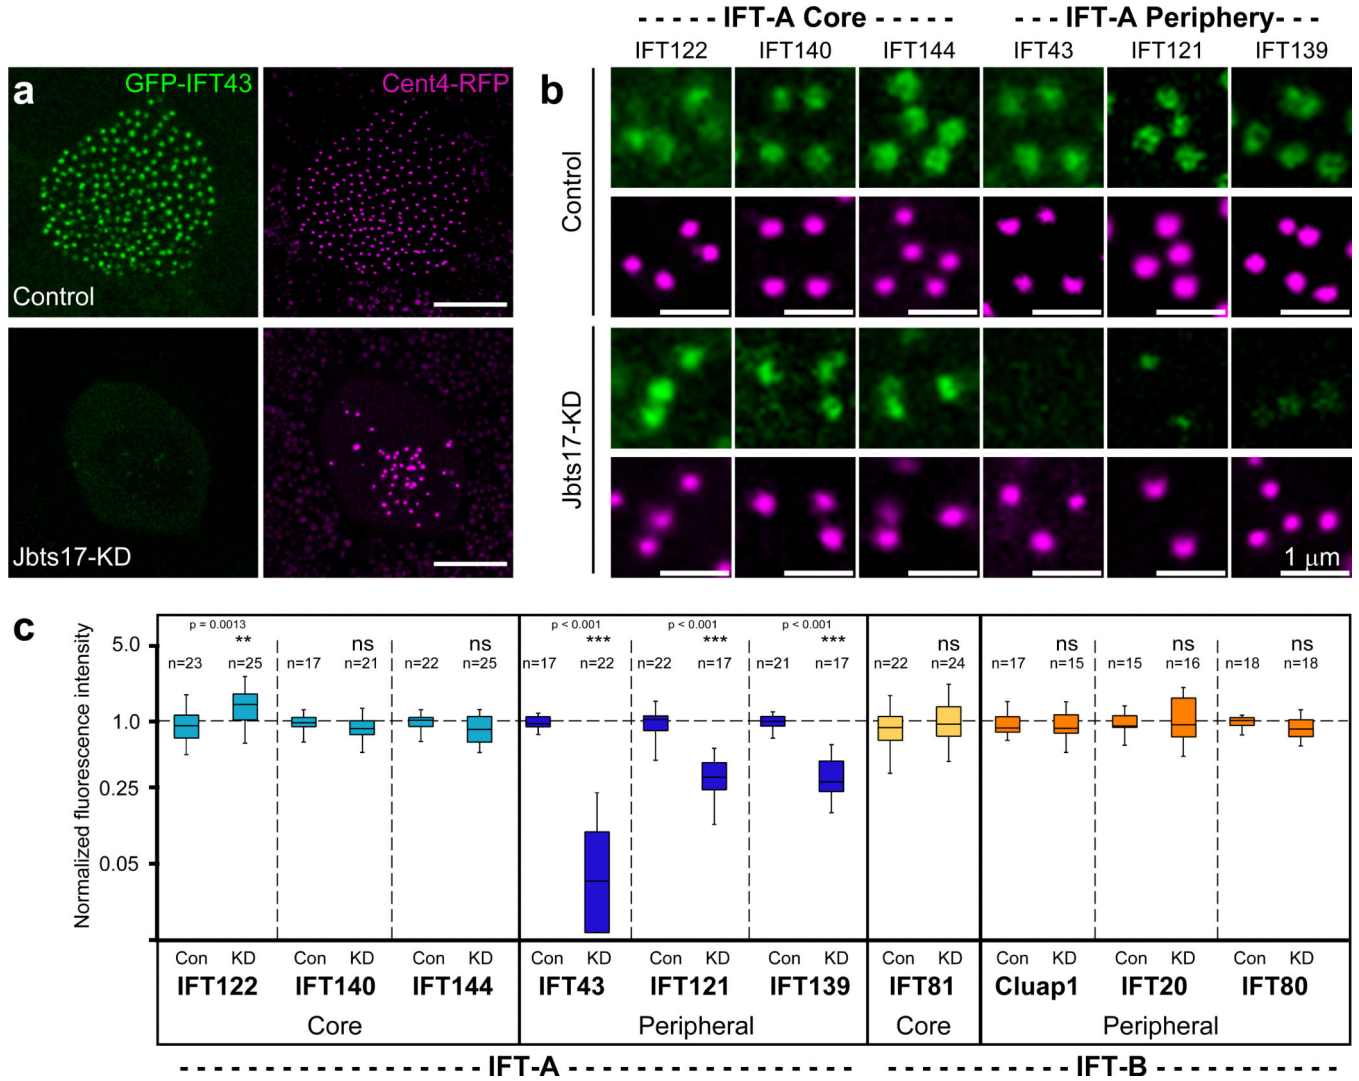 - - - - - IFT-A Core - - - - - - - - IFT-A Periphery- - -
IFT122 IFT140 IFT144 IFT43 IFT121 IFT139
a GFP-IFT43 Cent4-RFP b
Control
Control
Jbts17-KD
Jbts17-KD
1 μm
c
Normalized fluorescence intensity
5.0
1.0
0.25
0.05
p = 0.0013 p < 0.001 p < 0.001 p < 0.001
** ns ns *** *** *** ns ns ns ns
n=23 n=25 n=17 n=21 n=22 n=25 n=17 n=22 n=22 n=17 n=21 n=17 n=22 n=24 n=17 n=15 n=15 n=16 n=18 n=18
Con KD Con KD Con KD Con KD Con KD Con KD Con KD Con KD Con KD Con KD
IFT122 IFT140 IFT144 IFT43 IFT121 IFT139 IFT81 Cluap1 IFT20 IFT80
Core Peripheral Core Peripheral
- - - - - - - - - - - - - - - - - IFT-A - - - - - - - - - - - - - - - - - - - - - - - - - - - IFT-B - - - - - - - - - -